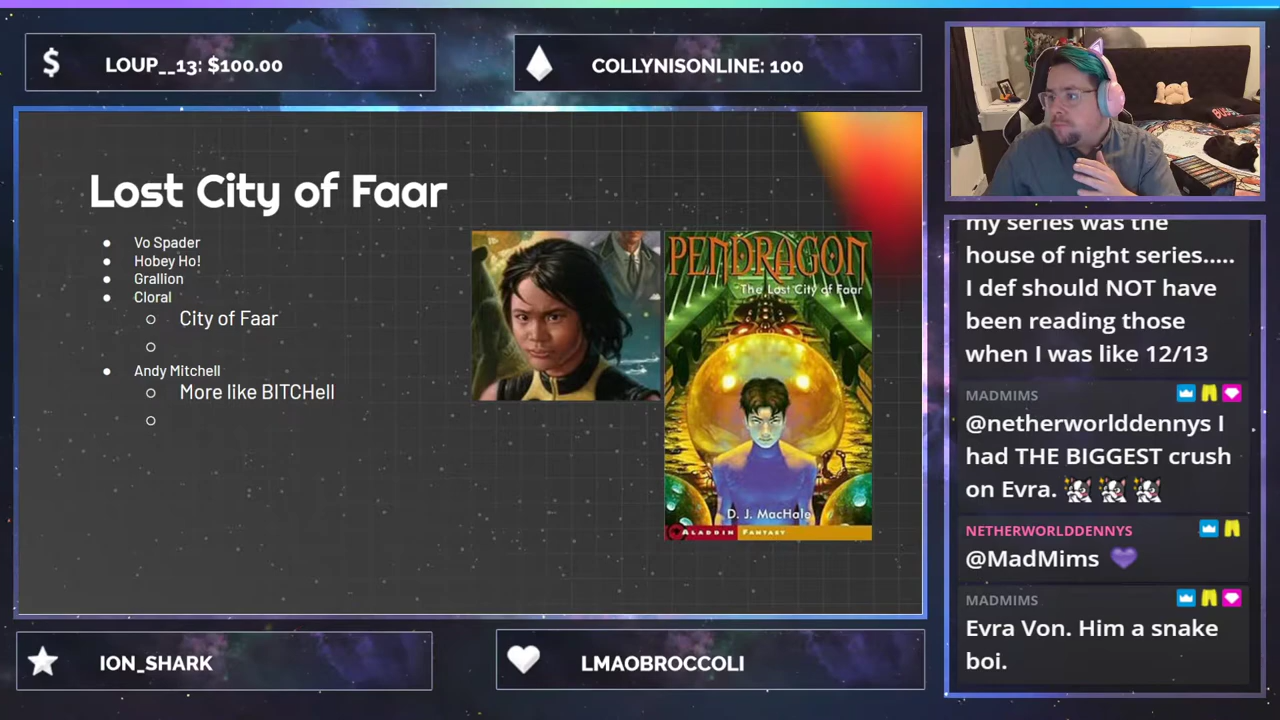 $ LOUP__13: $100.00
COLLYNISONLINE: 100
Lost City of Faar
Vo Spader
Hobey Ho!
Grallion
Cloral
City of Faar
Andy Mitchell
More like BITCHell
PENDRAGON
The Lost City of Faar
D. J. MacHale
ALADDIN FANTASY
my series was the
house of night series.....
I def should NOT have
been reading those
when I was like 12/13
MADMIMS
@netherworlddennys I
had THE BIGGEST crush
on Evra.
NETHERWORLDDENNYS
@MadMims 💜
MADMIMS
Evra Von. Him a snake
boi.
ION_SHARK
LMAOBROCCOLI